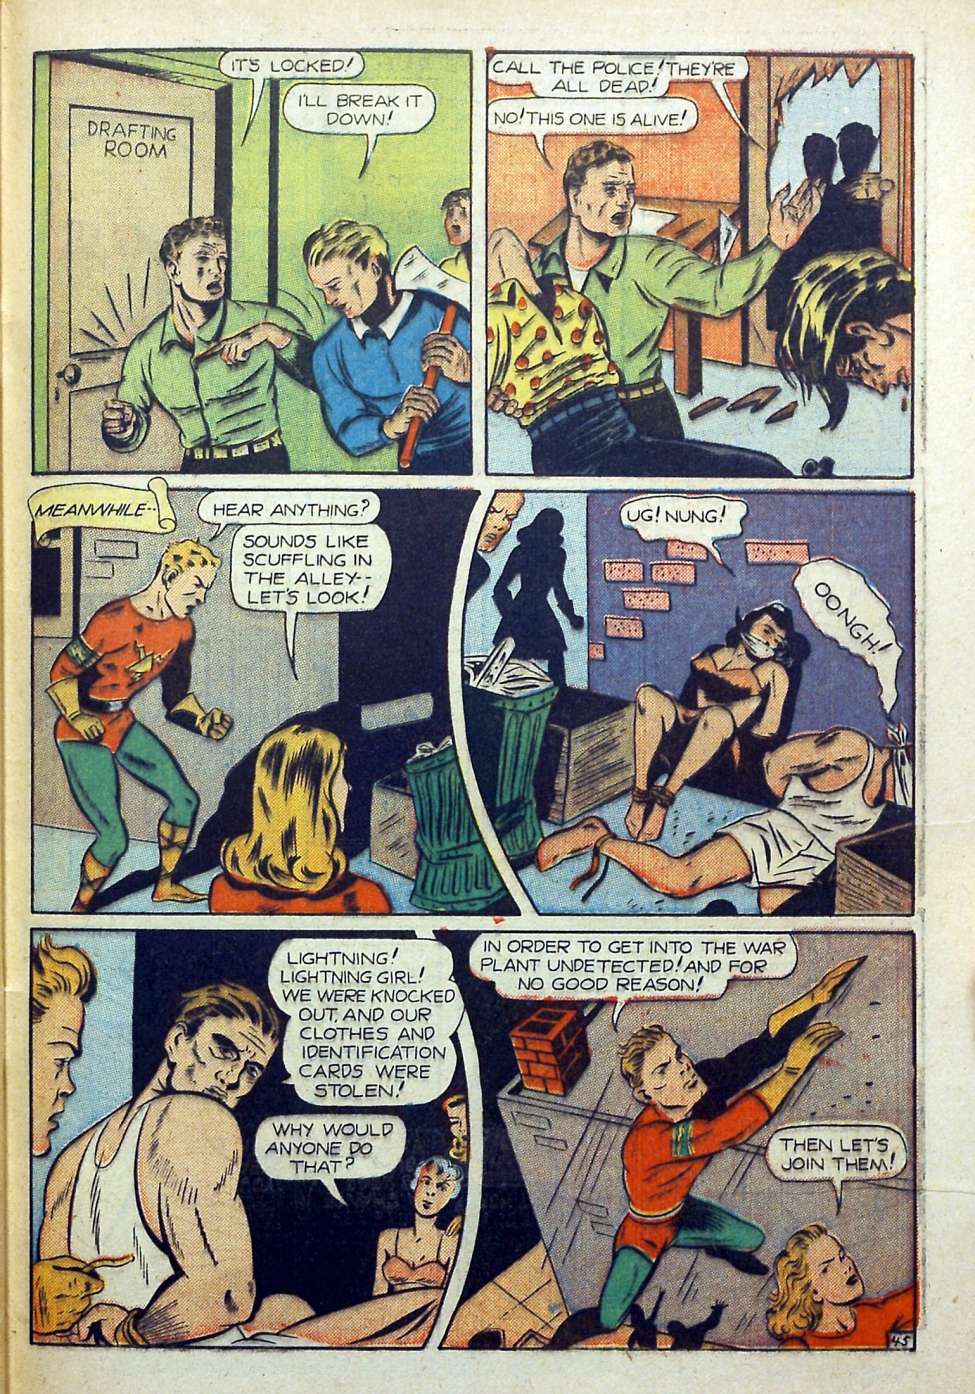 IT'S LOCKED!
I'LL BREAK IT
DOWN!
DRAFTING
ROOM
CALL THE POLICE! THEY'RE
ALL DEAD!
NO! THIS ONE IS ALIVE!
MEANWHILE--
HEAR ANYTHING?
SOUNDS LIKE
SCUFFLING IN
THE ALLEY--
LET'S LOOK!
UG! NUNG!
OONGH!
LIGHTNING!
LIGHTNING GIRL!
WE WERE KNOCKED
OUT, AND OUR
CLOTHES AND
IDENTIFICATION
CARDS WERE
STOLEN!
WHY WOULD
ANYONE DO
THAT?
IN ORDER TO GET INTO THE WAR
PLANT UNDETECTED! AND FOR
NO GOOD REASON!
THEN LET'S
JOIN THEM!
45